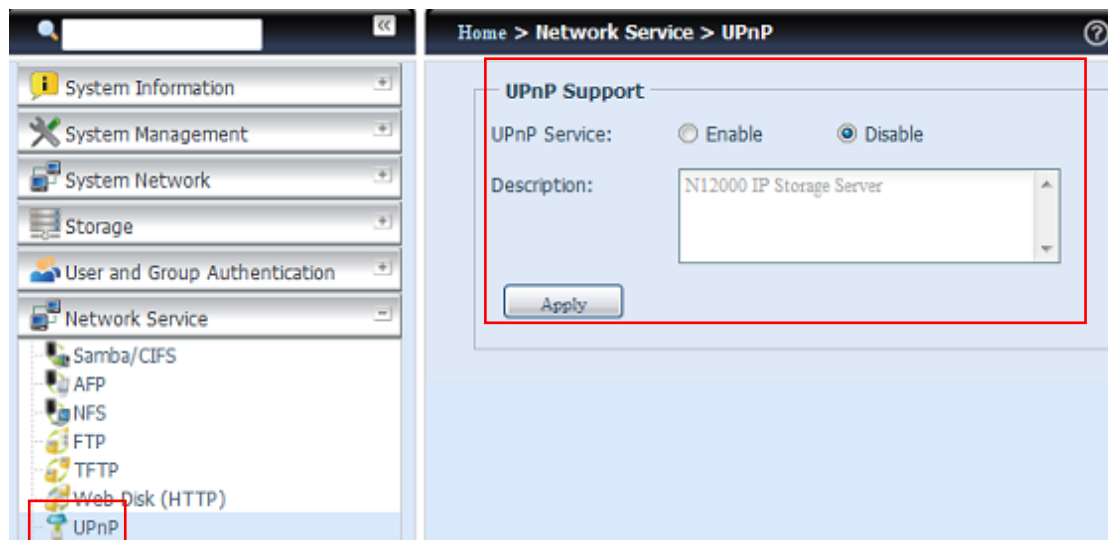 Home > Network Service > UPnP
System Information
System Management
System Network
Storage
User and Group Authentication
Network Service
Samba/CIFS
AFP
NFS
FTP
TFTP
Web Disk (HTTP)
UPnP
UPnP Support
UPnP Service: Enable Disable
Description: N12000 IP Storage Server
Apply